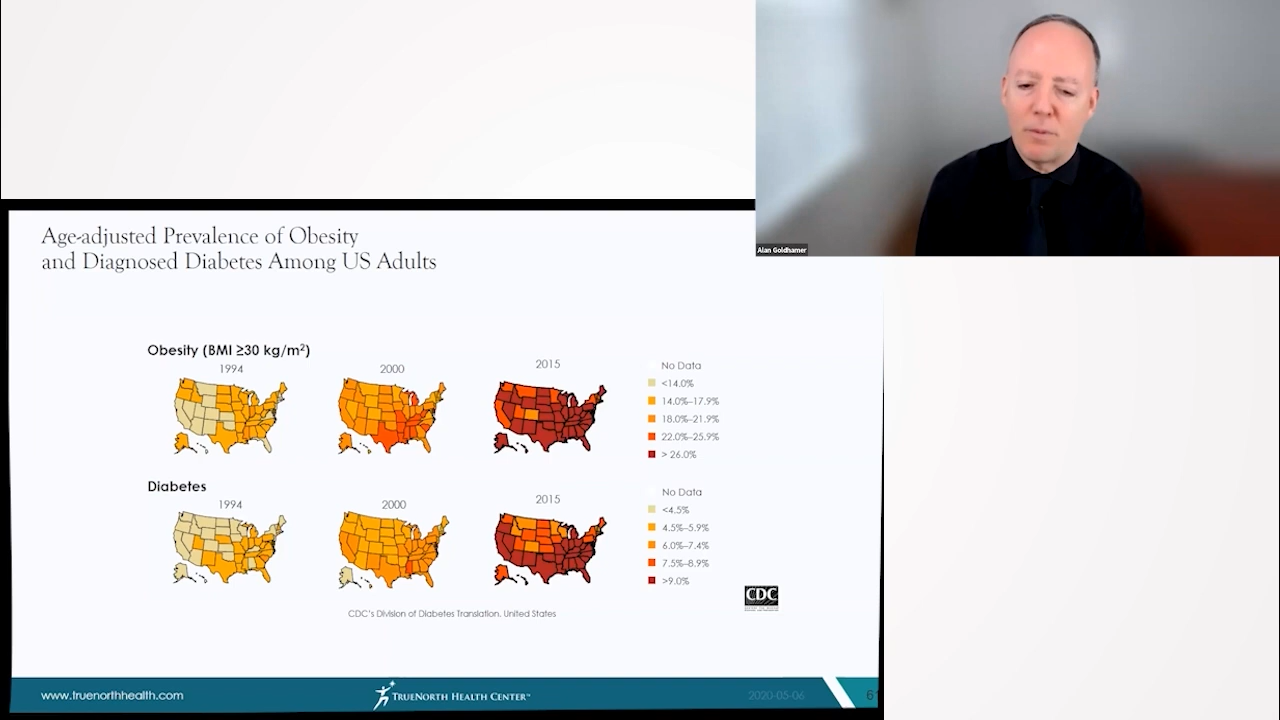 Alan Goldhamer
Age-adjusted Prevalence of Obesity
and Diagnosed Diabetes Among US Adults
Obesity (BMI ≥30 kg/m²)
1994
2000
2015
No Data
<14.0%
14.0%–17.9%
18.0%–21.9%
22.0%–25.9%
> 26.0%
Diabetes
1994
2000
2015
No Data
<4.5%
4.5%–5.9%
6.0%–7.4%
7.5%–8.9%
>9.0%
CDC
CDC's Division of Diabetes Translation. United States
www.truenorthhealth.com
TrueNorth Health Center™
2020-05-06